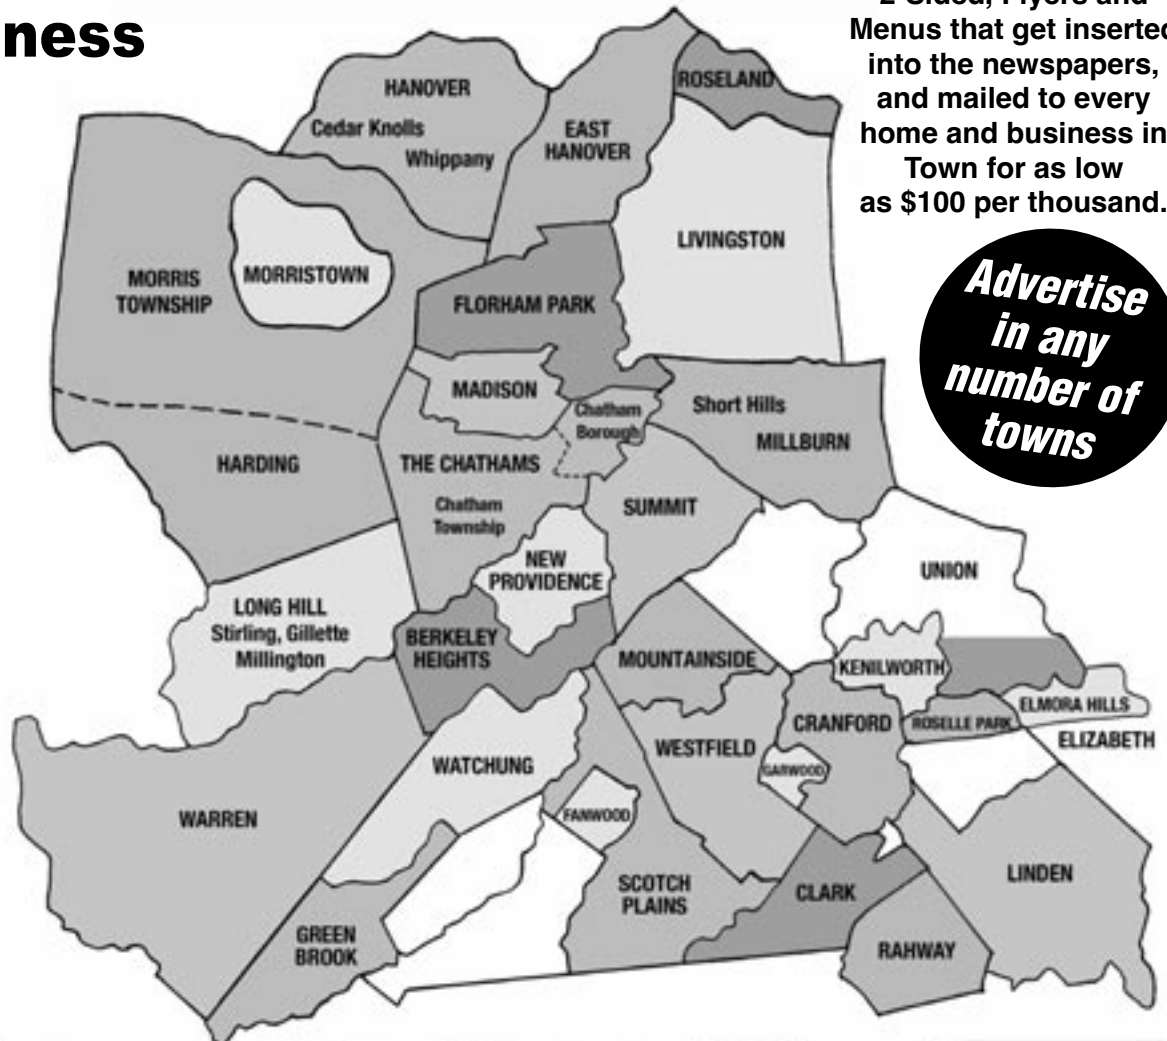 ness
2-Sided, Flyers and
Menus that get inserted
into the newspapers,
and mailed to every
home and business in
Town for as low
as $100 per thousand.
Advertise
in any
number of
towns
HANOVER
Cedar Knolls
Whippany
EAST
HANOVER
ROSELAND
LIVINGSTON
MORRIS
TOWNSHIP
MORRISTOWN
FLORHAM PARK
MADISON
Chatham
Borough
Short Hills
MILLBURN
HARDING
THE CHATHAMS
Chatham
Township
SUMMIT
NEW
PROVIDENCE
UNION
LONG HILL
Stirling, Gillette
Millington
BERKELEY
HEIGHTS
MOUNTAINSIDE
KENILWORTH
ELMORA HILLS
ROSELLE PARK
ELIZABETH
CRANFORD
WESTFIELD
GARWOOD
WATCHUNG
WARREN
FANWOOD
SCOTCH
PLAINS
CLARK
LINDEN
GREEN
BROOK
RAHWAY